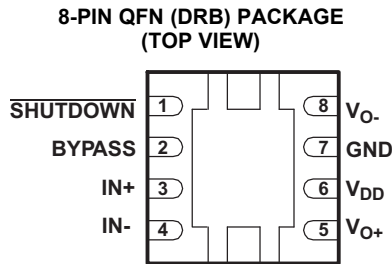 8-PIN QFN (DRB) PACKAGE
(TOP VIEW)
SHUTDOWN 1 8 VO-
BYPASS 2 7 GND
IN+ 3 6 VDD
IN- 4 5 VO+